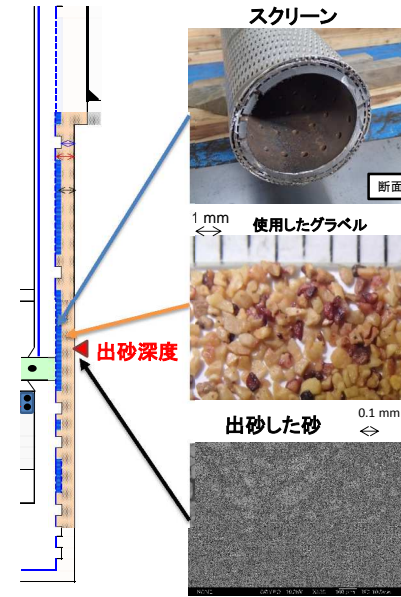 スクリーン
断面
1 mm
使用したグラベル
出砂深度
0.1 mm
出砂した砂